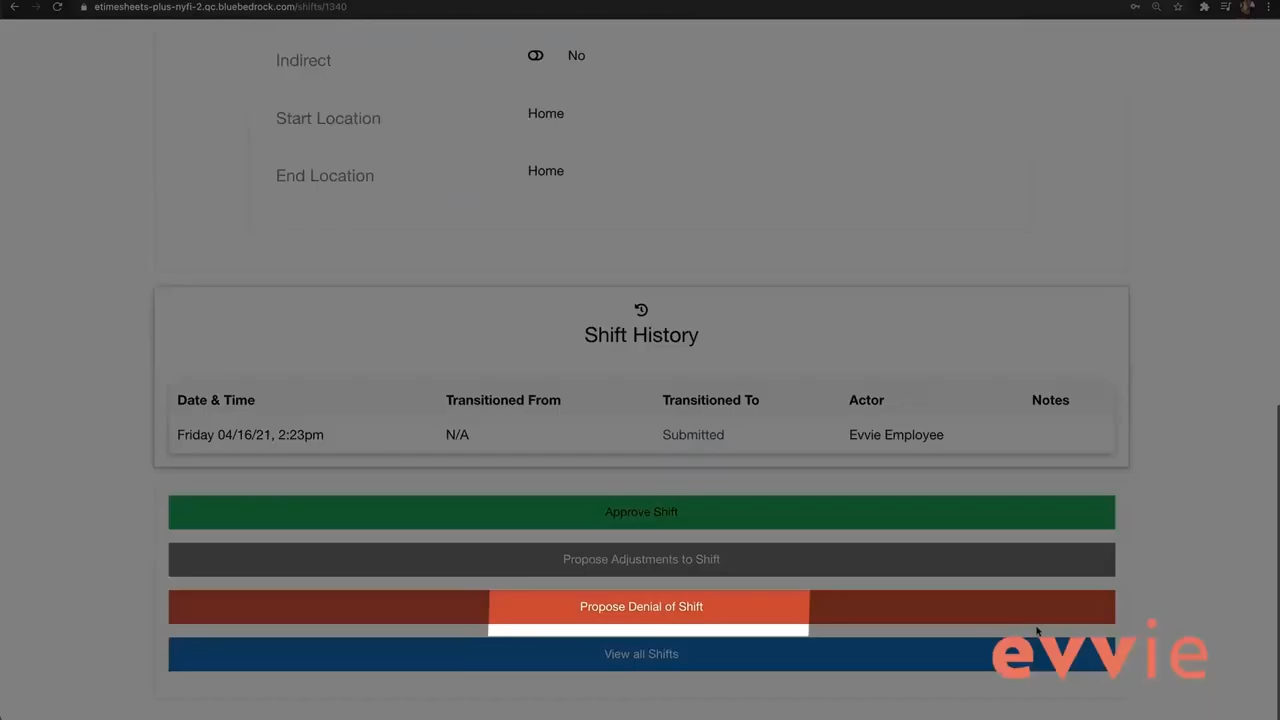 etimesheets-plus-nyfi-2.qc.bluebedrock.com/shifts/1340
Indirect No
Start Location Home
End Location Home
Shift History
Date & Time Transitioned From Transitioned To Actor Notes
Friday 04/16/21, 2:23pm N/A Submitted Evvie Employee
Approve Shift
Propose Adjustments to Shift
Propose Denial of Shift
View all Shifts
evvie